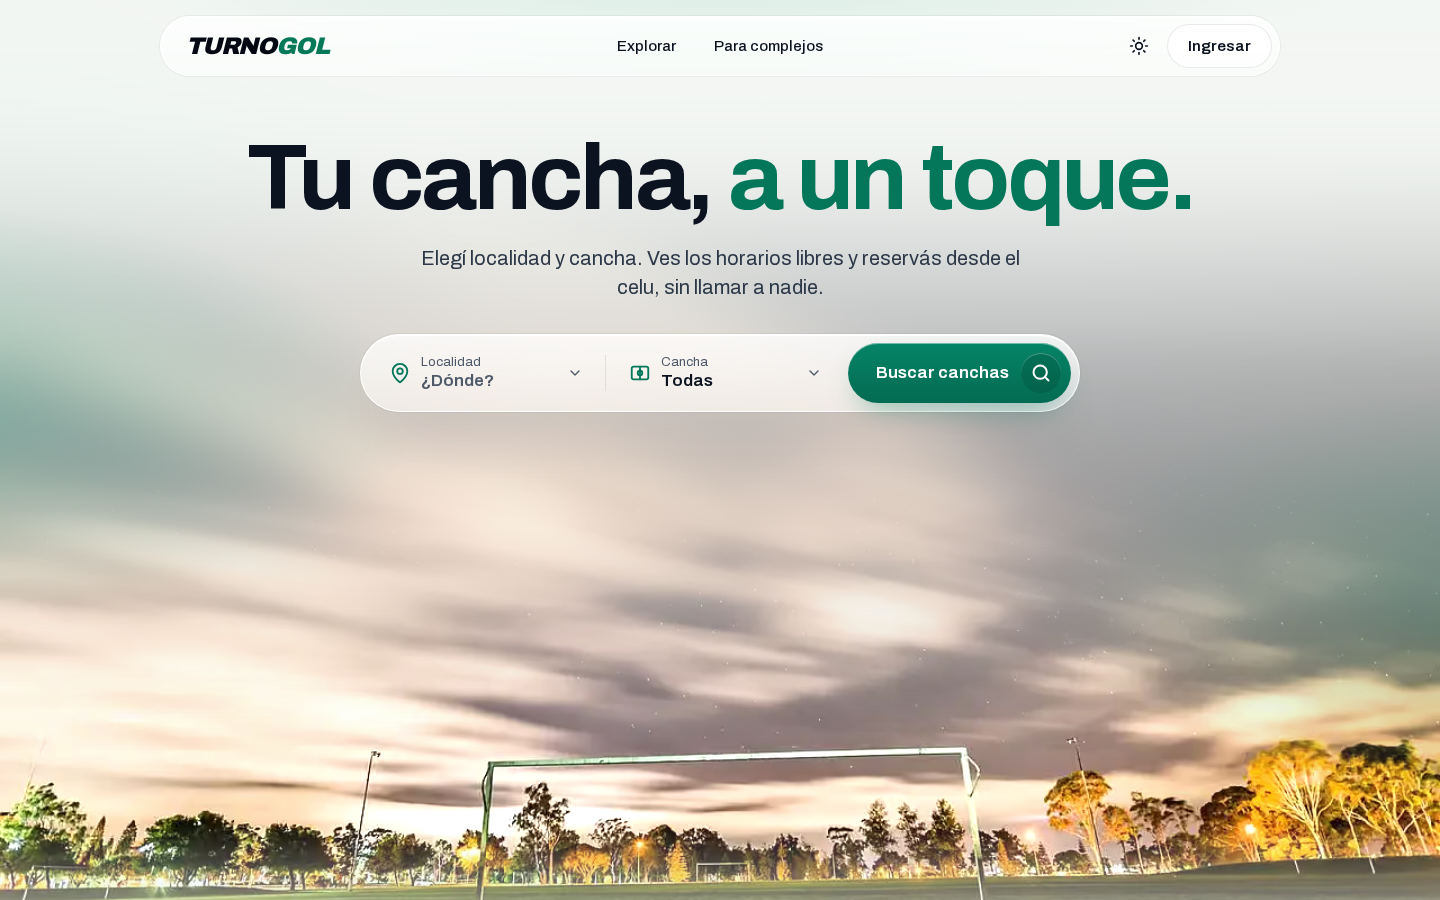 TURNOGOL
Explorar
Para complejos
Ingresar
Tu cancha, a un toque.
Elegí localidad y cancha. Ves los horarios libres y reservás desde el
celu, sin llamar a nadie.
Localidad
¿Dónde?
Cancha
Todas
Buscar canchas